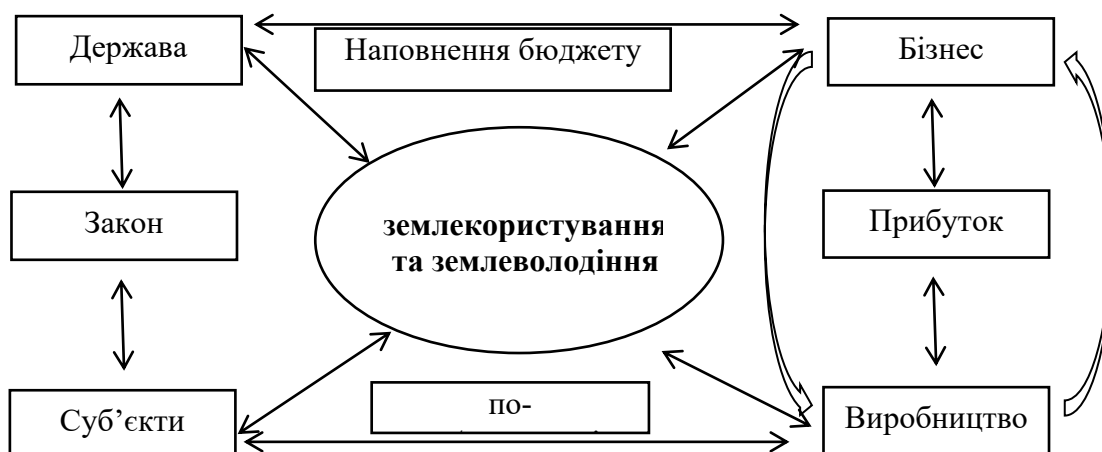 Держава
Наповнення бюджету
Бізнес
Закон
землекористування
та землеволодіння
Прибуток
Суб’єкти
по-
Виробництво